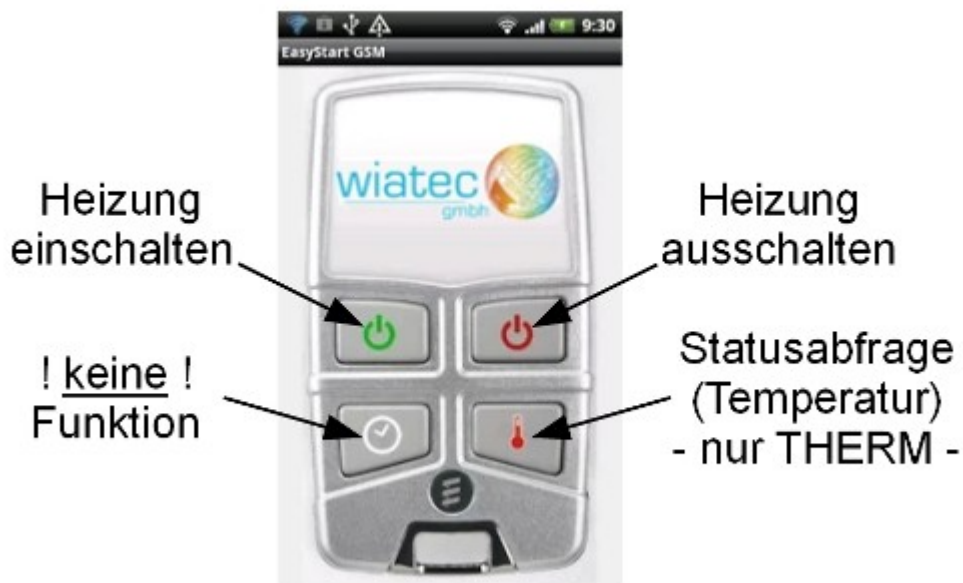 9:30
EasyStart GSM
wiatec
gmbh
Heizung
einschalten
Heizung
ausschalten
! keine !
Funktion
Statusabfrage
(Temperatur)
- nur THERM -